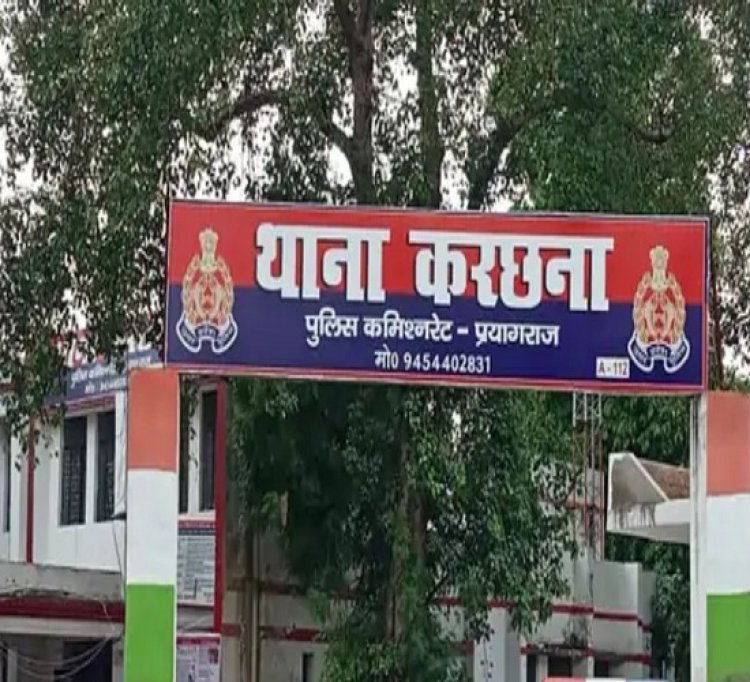 थाना करछना
पुलिस कमिश्नरेट - प्रयागराज
मो0 9454402831
A-112